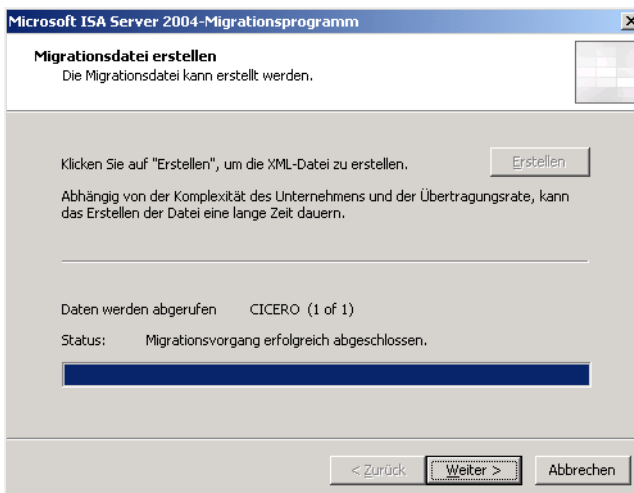 Microsoft ISA Server 2004-Migrationsprogramm
Migrationsdatei erstellen
Die Migrationsdatei kann erstellt werden.
Klicken Sie auf "Erstellen", um die XML-Datei zu erstellen.
Erstellen
Abhängig von der Komplexität des Unternehmens und der Übertragungsrate, kann
das Erstellen der Datei eine lange Zeit dauern.
Daten werden abgerufen CICERO (1 of 1)
Status: Migrationsvorgang erfolgreich abgeschlossen.
< Zurück Weiter > Abbrechen